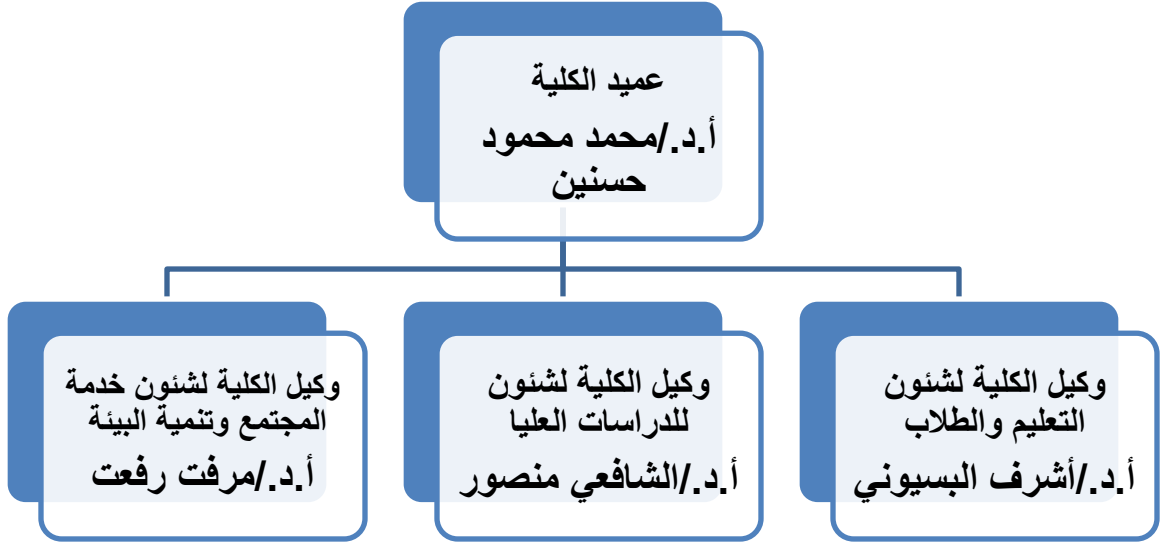 عميد الكلية
أ.د./محمد محمود
حسنين
وكيل الكلية لشئون
التعليم والطلاب
أ.د./أشرف البسيوني
وكيل الكلية لشئون
للدراسات العليا
أ.د./الشافعي منصور
وكيل الكلية لشئون خدمة
المجتمع وتنمية البيئة
أ.د./مرفت رفعت